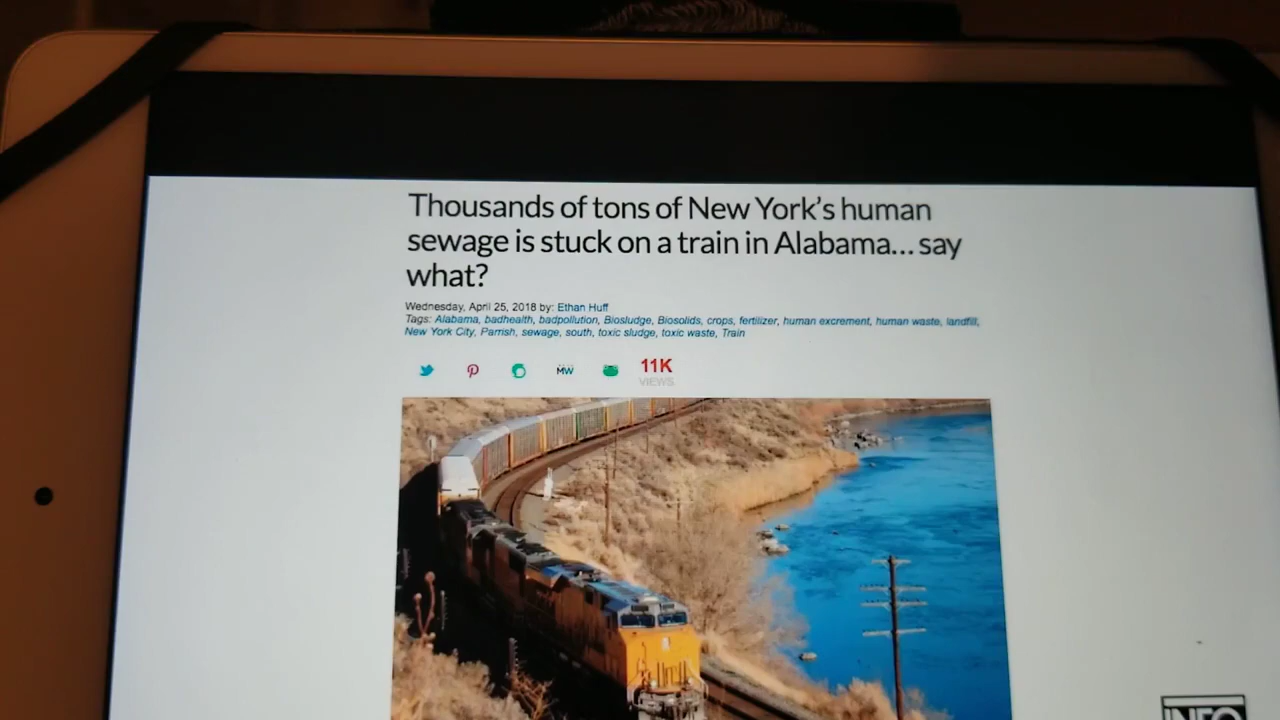 Thousands of tons of New York's human
sewage is stuck on a train in Alabama... say
what?
Wednesday, April 25, 2018 by: Ethan Huff
Tags: Alabama, badhealth, badpollution, Biosludge, Biosolids, crops, fertilizer, human excrement, human waste, landfill,
New York City, Parrish, sewage, south, toxic sludge, toxic waste, Train
MW
11K
VIEWS
INFO